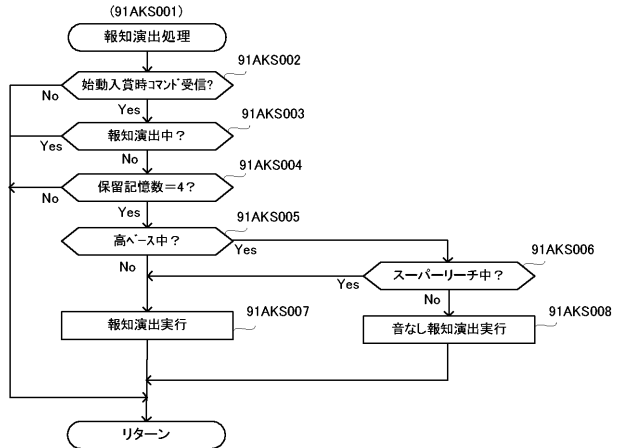 (91AKS001)
報知演出処理
91AKS002
始動入賞時コマンド受信?
No
Yes
91AKS003
報知演出中?
Yes
No
91AKS004
保留記憶数=4?
No
Yes
91AKS005
高ベース中?
Yes
91AKS006
No
スーパーリーチ中?
Yes
No
91AKS007
報知演出実行
91AKS008
音なし報知演出実行
リターン